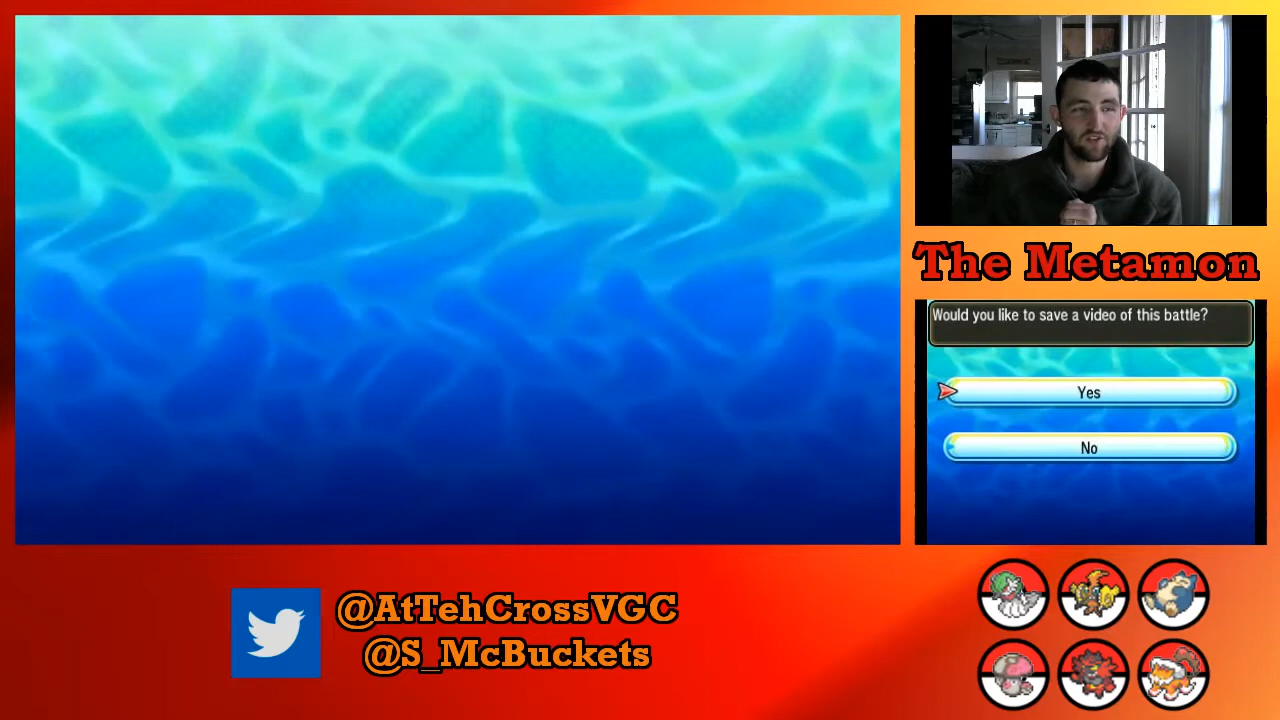 The Metamon
Would you like to save a video of this battle?
Yes
No
@AtTehCrossVGC
@S_McBuckets